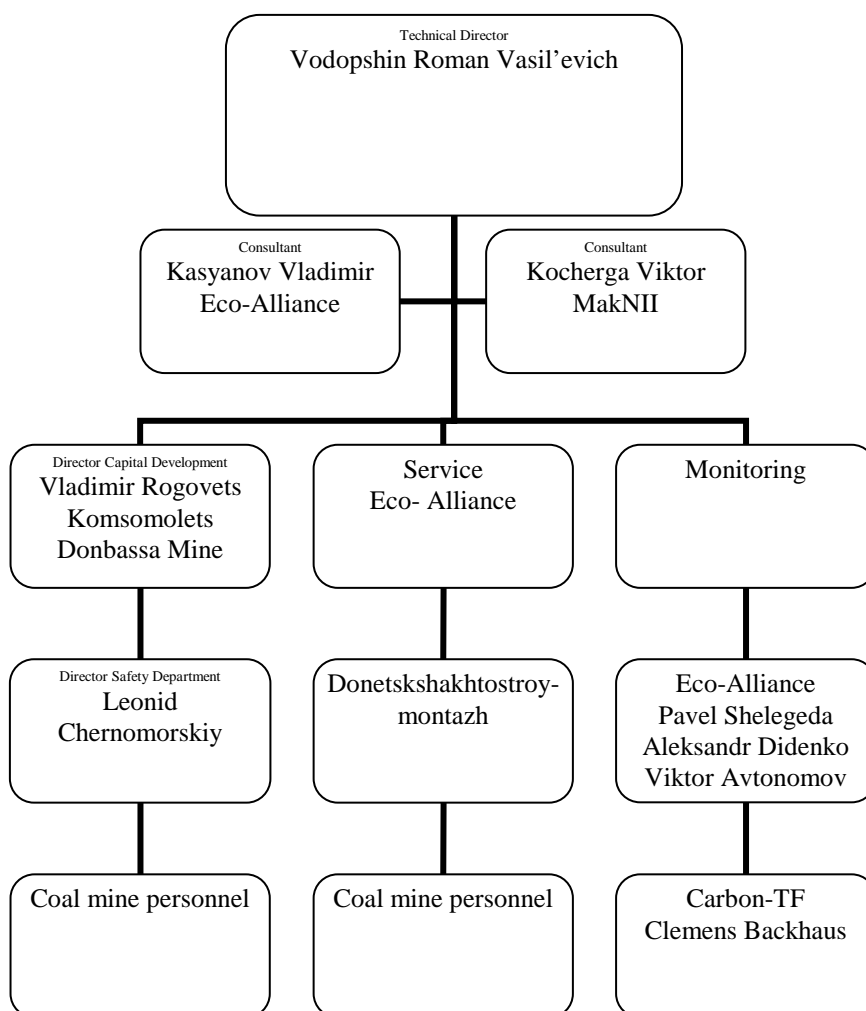 Technical Director
Vodopshin Roman Vasil’evich
Consultant
Kasyanov Vladimir
Eco-Alliance
Consultant
Kocherga Viktor
MakNII
Director Capital Development
Vladimir Rogovets
Komsomolets
Donbassa Mine
Service
Eco- Alliance
Monitoring
Director Safety Department
Leonid
Chernomorskiy
Donetskshakhtostroy-
montazh
Eco-Alliance
Pavel Shelegeda
Aleksandr Didenko
Viktor Avtonomov
Coal mine personnel
Coal mine personnel
Carbon-TF
Clemens Backhaus